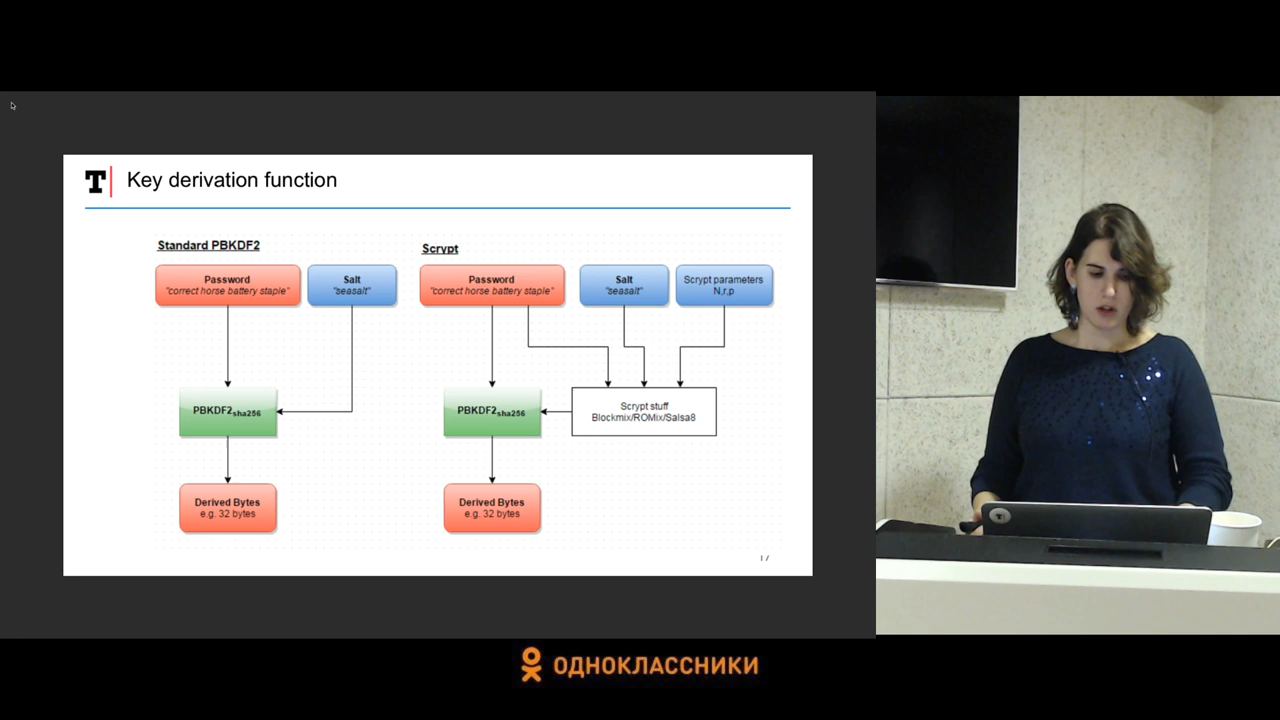 T
Key derivation function
Standard PBKDF2
Scrypt
Password
"correct horse battery staple"
Salt
"seasalt"
Password
"correct horse battery staple"
Salt
"seasalt"
Scrypt parameters
N,r,p
PBKDF2sha256
PBKDF2sha256
Scrypt stuff
Blockmix/ROMix/Salsa8
Derived Bytes
e.g. 32 bytes
Derived Bytes
e.g. 32 bytes
17
T
ОДНОКЛАССНИКИ